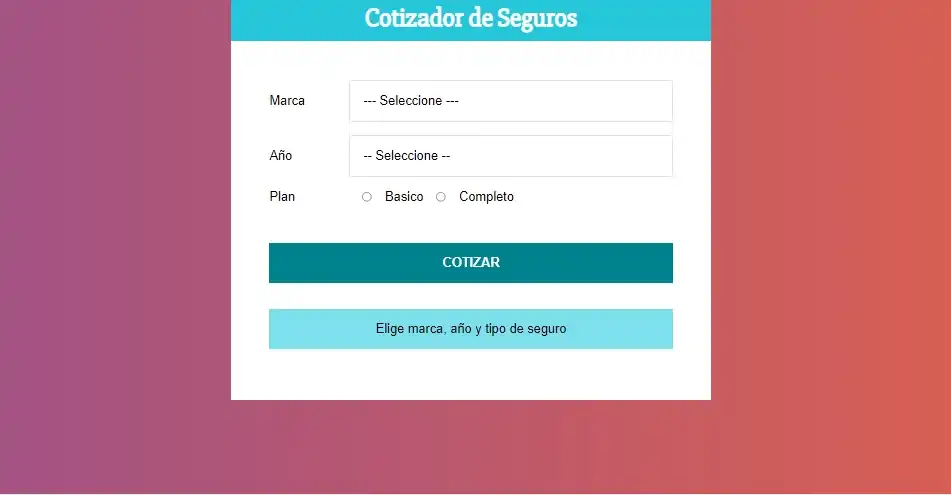 Cotizador de Seguros
Marca --- Seleccione ---
Año -- Seleccione --
Plan Basico Completo
COTIZAR
Elige marca, año y tipo de seguro